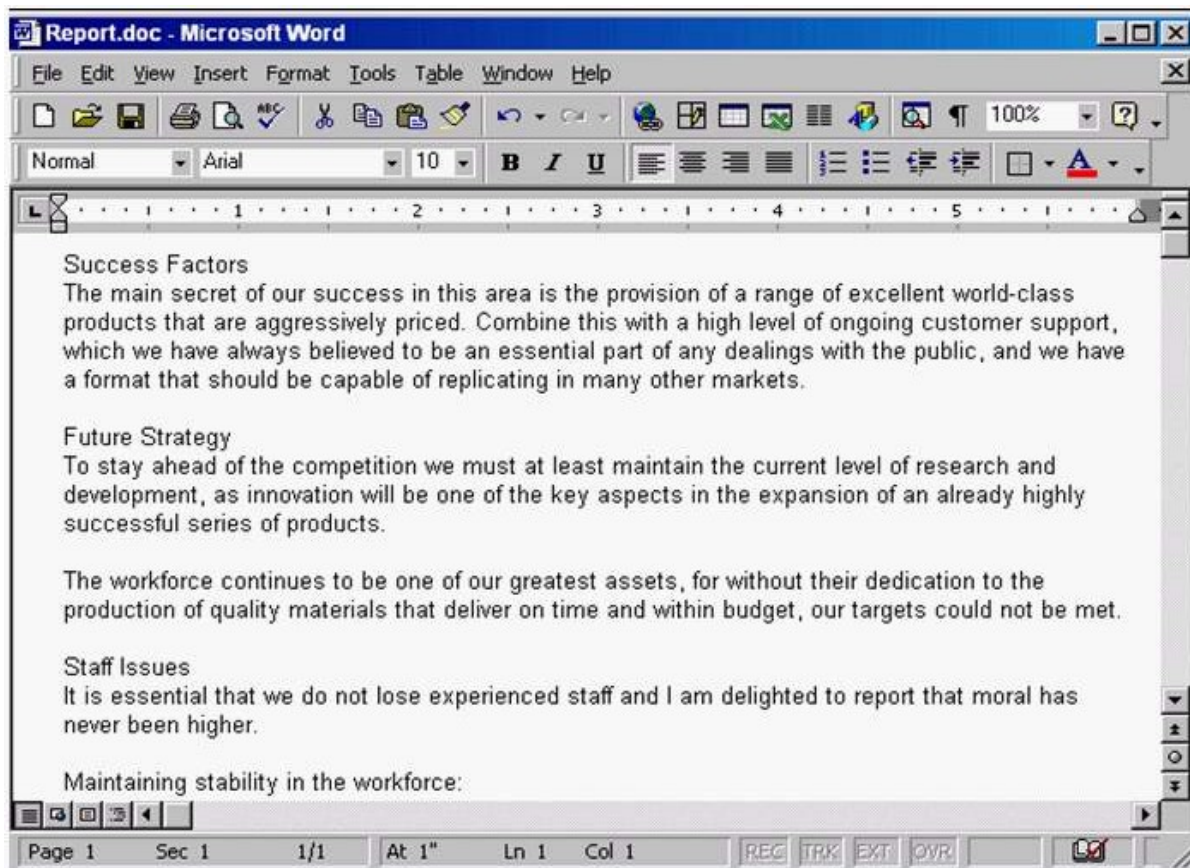 Report.doc - Microsoft Word
File Edit View Insert Format Tools Table Window Help
ABC 100%
Normal Arial 10 B I U A
1 2 3 4 5
Success Factors
The main secret of our success in this area is the provision of a range of excellent world-class
products that are aggressively priced. Combine this with a high level of ongoing customer support,
which we have always believed to be an essential part of any dealings with the public, and we have
a format that should be capable of replicating in many other markets.
Future Strategy
To stay ahead of the competition we must at least maintain the current level of research and
development, as innovation will be one of the key aspects in the expansion of an already highly
successful series of products.
The workforce continues to be one of our greatest assets, for without their dedication to the
production of quality materials that deliver on time and within budget, our targets could not be met.
Staff Issues
It is essential that we do not lose experienced staff and I am delighted to report that moral has
never been higher.
Maintaining stability in the workforce:
Page 1 Sec 1 1/1 At 1" Ln 1 Col 1 REC TRK EXT OVR